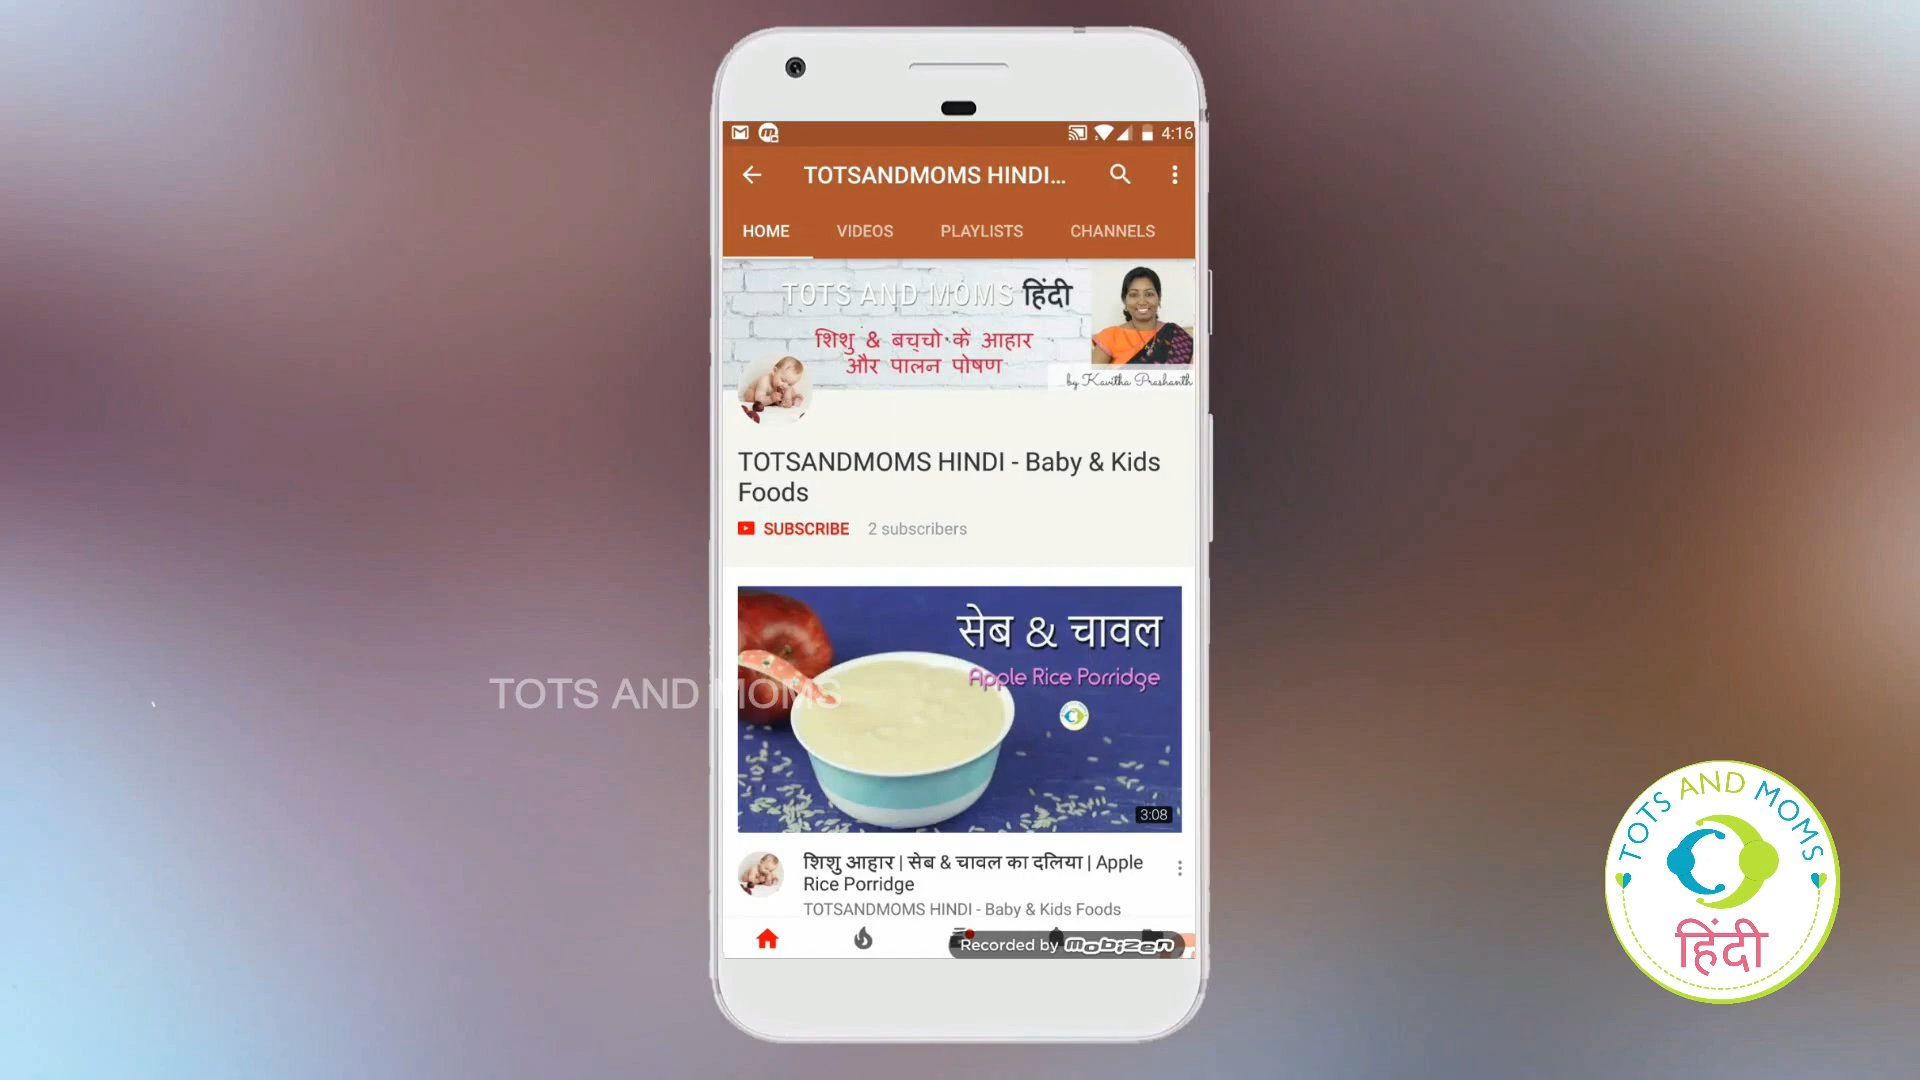 4:16
TOTSANDMOMS HINDI...
HOME VIDEOS PLAYLISTS CHANNELS
TOTS AND MOMS हिंदी
शिशु & बच्चो के आहार
और पालन पोषण
by Kavitha Prashanth
TOTSANDMOMS HINDI - Baby & Kids
Foods
SUBSCRIBE 2 subscribers
सेब & चावल
Apple Rice Porridge
TOTS AND MOMS
3:08
शिशु आहार | सेब & चावल का दलिया | Apple
Rice Porridge
TOTSANDMOMS HINDI - Baby & Kids Foods
Recorded by mobizen
TOTS AND MOMS
हिंदी